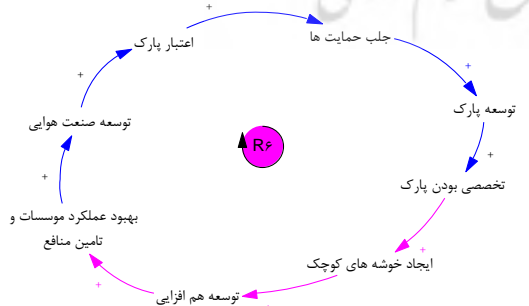 +
اعتبار پارک
جلب حمایت ها
+
+
توسعه پارک
توسعه صنعت هوایی
R۶
+
+
تخصصی بودن پارک
بهبود عملکرد موسسات و
تامین منافع
+
ایجاد خوشه های کوچک
+
توسعه هم افزایی